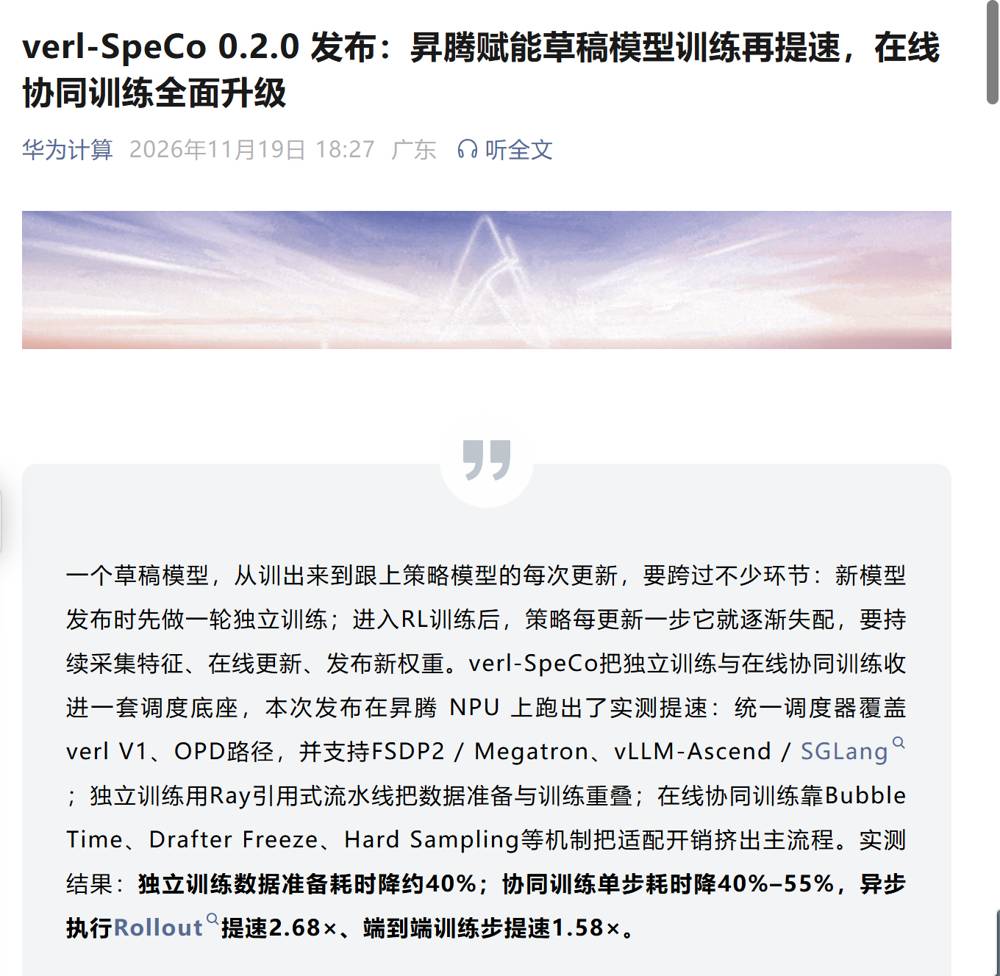 verl-SpeCo 0.2.0 发布：昇腾赋能草稿模型训练再提速，在线
协同训练全面升级
华为计算 2026年11月19日 18:27 广东 听全文
一个草稿模型，从训出来到跟上策略模型的每次更新，要跨过不少环节：新模型
发布时先做一轮独立训练；进入RL训练后，策略每更新一步它就逐渐失配，要持
续采集特征、在线更新、发布新权重。verl-SpeCo把独立训练与在线协同训练收
进一套调度底座，本次发布在昇腾 NPU 上跑出了实测提速：统一调度器覆盖
verl V1、OPD路径，并支持FSDP2 / Megatron、vLLM-Ascend / SGLang
；独立训练用Ray引用式流水线把数据准备与训练重叠；在线协同训练靠Bubble
Time、Drafter Freeze、Hard Sampling等机制把适配开销挤出主流程。实测
结果：独立训练数据准备耗时降约40%；协同训练单步耗时降40%–55%，异步
执行Rollout提速2.68×、端到端训练步提速1.58×。